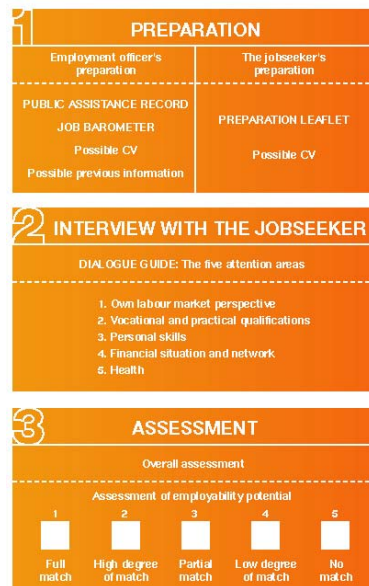 1 PREPARATION
Employment officer's
preparation
PUBLIC ASSISTANCE RECORD
JOB BAROMETER
Possible CV
Possible previous information
The jobseeker's
preparation
PREPARATION LEAFLET
Possible CV
2 INTERVIEW WITH THE JOBSEEKER
DIALOGUE GUIDE: The five attention areas
1. Own labour market perspective
2. Vocational and practical qualifications
3. Personal skills
4. Financial situation and network
5. Health
3 ASSESSMENT
Overall assessment
Assessment of employability potential
1 2 3 4 5
Full High degree Partial Low degree No
match of match match of match match